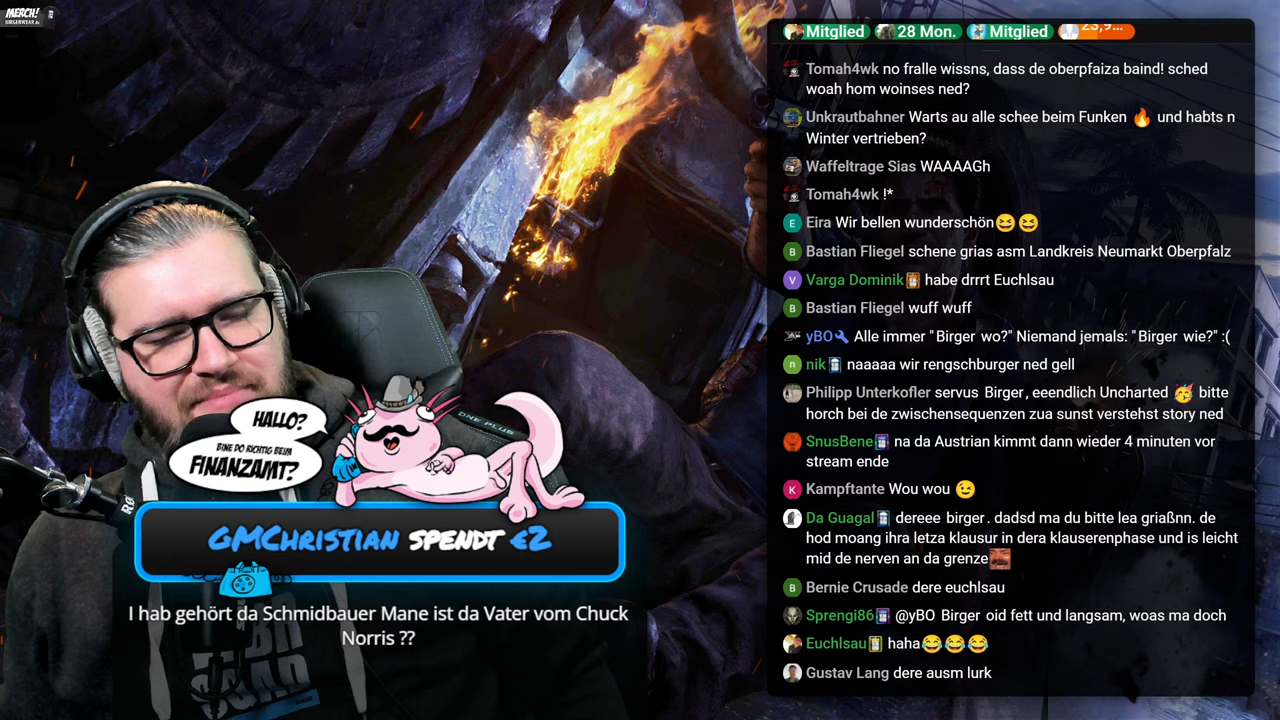 MERCH!
BIRGERWEAR.de
Mitglied 28 Mon. Mitglied
Tomah4wk no fralle wissns, dass de oberpfaiza baind! sched
woah hom woinses ned?
Unkrautbahner Warts au alle schee beim Funken 🔥 und habts n
Winter vertrieben?
Waffeltrage Sias WAAAAGh
Tomah4wk !*
E Eira Wir bellen wunderschön😆😆
B Bastian Fliegel schene grias asm Landkreis Neumarkt Oberpfalz
V Varga Dominik habe drrrt Euchlsau
B Bastian Fliegel wuff wuff
yBO🔧 Alle immer "Birger wo?" Niemand jemals: "Birger wie?" :(
n nik naaaaa wir rengschburger ned gell
Philipp Unterkofler servus Birger, eeendlich Uncharted 🥳 bitte
horch bei de zwischensequenzen zua sunst verstehst story ned
SnusBene na da Austrian kimmt dann wieder 4 minuten vor
stream ende
K Kampftante Wou wou 😉
Da Guagal dereee birger. dadsd ma du bitte lea griaßnn. de
hod moang ihra letza klausur in dera klauserenphase und is leicht
mid de nerven an da grenze
B Bernie Crusade dere euchlsau
Sprengi86 @yBO Birger oid fett und langsam, woas ma doch
Euchlsau haha😂😂😂
Gustav Lang dere ausm lurk
HALLO?
BINE DO RICHTIG BEIM
FINANZAMT?
ONE PLUS
GMChristian spendt €2
I hab gehört da Schmidbauer Mane ist da Vater vom Chuck
Norris ??